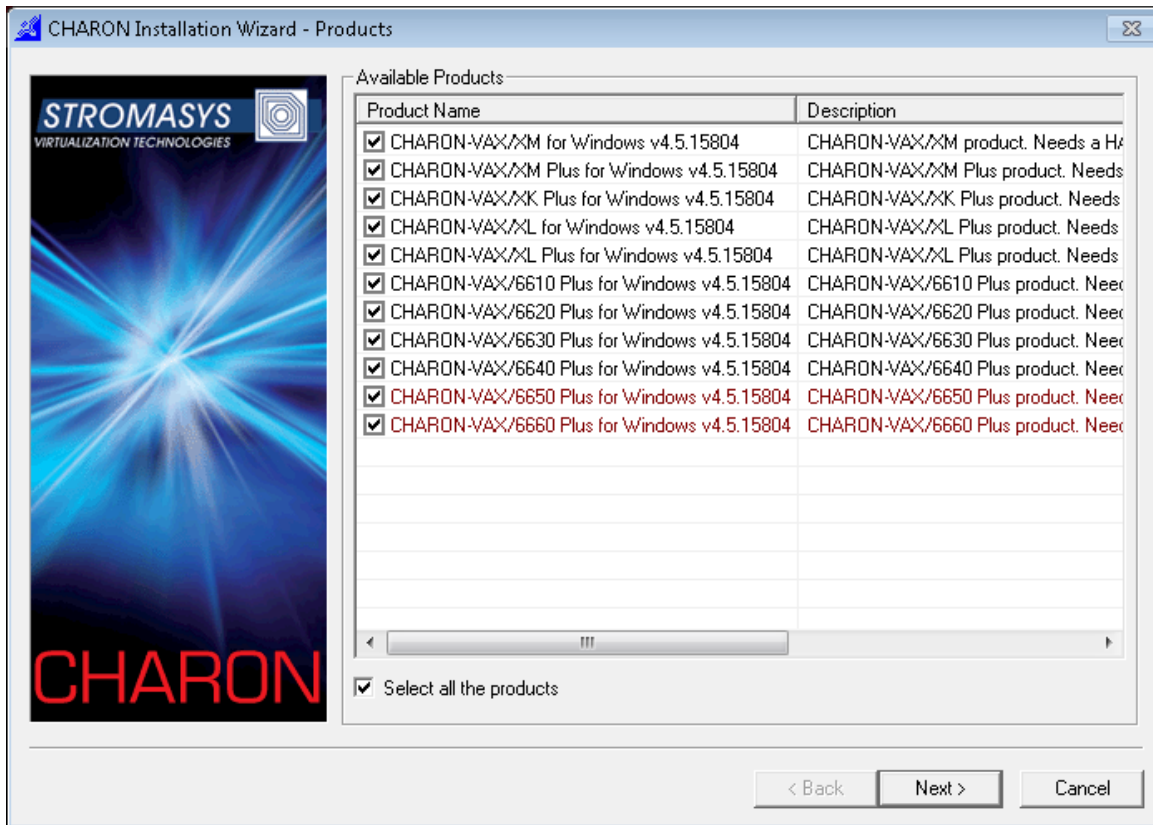 CHARON Installation Wizard - Products
STROMASYS
VIRTUALIZATION TECHNOLOGIES
CHARON
Available Products
Product Name Description
CHARON-VAX/XM for Windows v4.5.15804 CHARON-VAX/XM product. Needs a
CHARON-VAX/XM Plus for Windows v4.5.15804 CHARON-VAX/XM Plus product. Needs
CHARON-VAX/XK Plus for Windows v4.5.15804 CHARON-VAX/XK Plus product. Needs
CHARON-VAX/XL for Windows v4.5.15804 CHARON-VAX/XL Plus product. Needs
CHARON-VAX/XL Plus for Windows v4.5.15804 CHARON-VAX/XL Plus product. Needs
CHARON-VAX/6610 Plus for Windows v4.5.15804 CHARON-VAX/6610 Plus product.
CHARON-VAX/6620 Plus for Windows v4.5.15804 CHARON-VAX/6620 Plus product.
CHARON-VAX/6630 Plus for Windows v4.5.15804 CHARON-VAX/6630 Plus product.
CHARON-VAX/6640 Plus for Windows v4.5.15804 CHARON-VAX/6640 Plus product.
CHARON-VAX/6650 Plus for Windows v4.5.15804 CHARON-VAX/6650 Plus product.
CHARON-VAX/6660 Plus for Windows v4.5.15804 CHARON-VAX/6660 Plus product.
Select all the products
< Back Next > Cancel